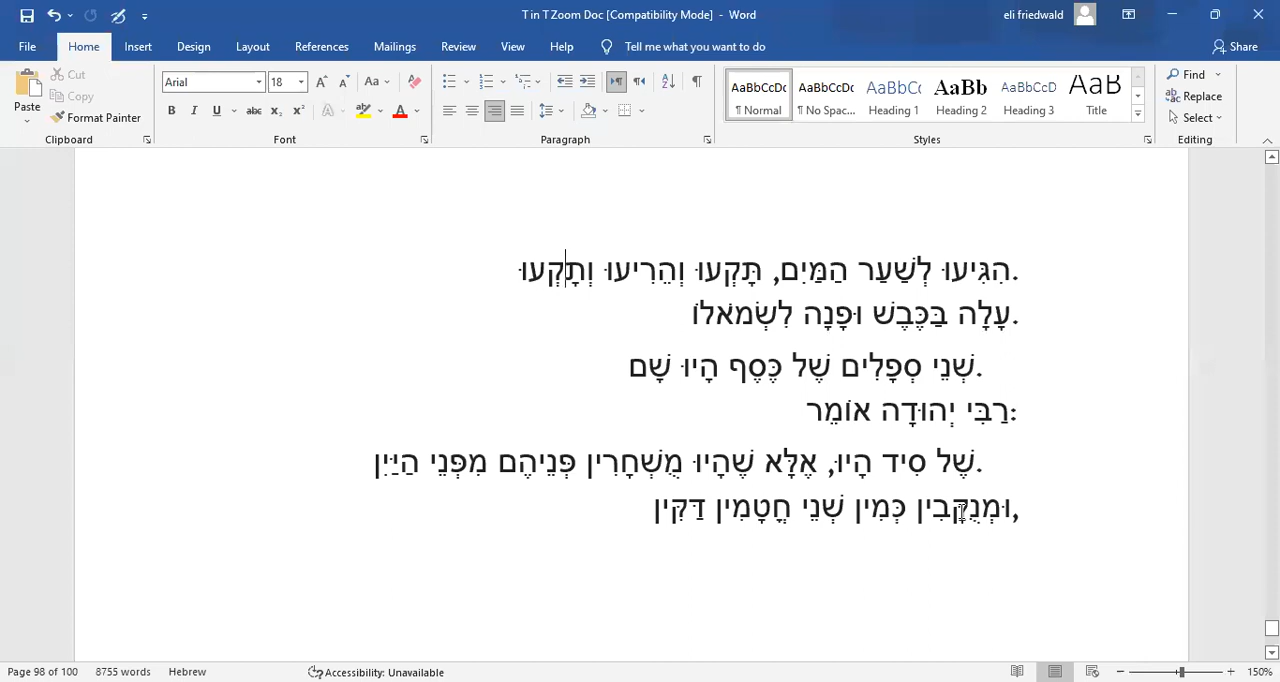 T in T Zoom Doc [Compatibility Mode] - Word
eli friedwald
File Home Insert Design Layout References Mailings Review View Help Tell me what you want to do Share
Paste
Cut
Copy
Format Painter
Arial 18
Clipboard Font Paragraph Styles Editing
AaBbCcDc AaBbCcDc AaBbCc AaBbC AaBbCcD AaB
¶ Normal ¶ No Spac... Heading 1 Heading 2 Heading 3 Title
Find
Replace
Select
הִגִּיעוּ לְשַׁעַר הַמַּיִם, תָּקְעוּ וְהֵרִיעוּ וְתָקְעוּ.
עָלָה בַּכֶּבֶשׁ וּפָנָה לִשְׂמֹאלוֹ.
שְׁנֵי סְפָלִים שֶׁל כֶּסֶף הָיוּ שָׁם.
רַבִּי יְהוּדָה אוֹמֵר:
שֶׁל סִיד הָיוּ, אֶלָּא שֶׁהָיוּ מֻשְׁחָרִין פְּנֵיהֶם מִפְּנֵי הַיַּיִן.
וּמְנֻקָּבִין כְּמִין שְׁנֵי חֳטָמִין דַּקִּין,
Page 98 of 100 8755 words Hebrew Accessibility: Unavailable 150%